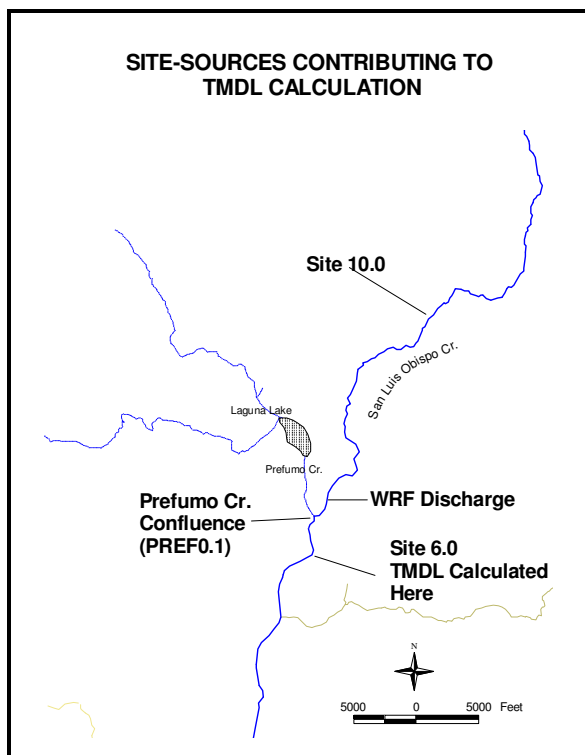 SITE-SOURCES CONTRIBUTING TO
TMDL CALCULATION
Site 10.0
San Luis Obispo Cr.
Laguna Lake
Prefumo Cr.
WRF Discharge
Prefumo Cr.
Confluence
(PREF0.1)
Site 6.0
TMDL Calculated
Here
N
5000 0 5000 Feet